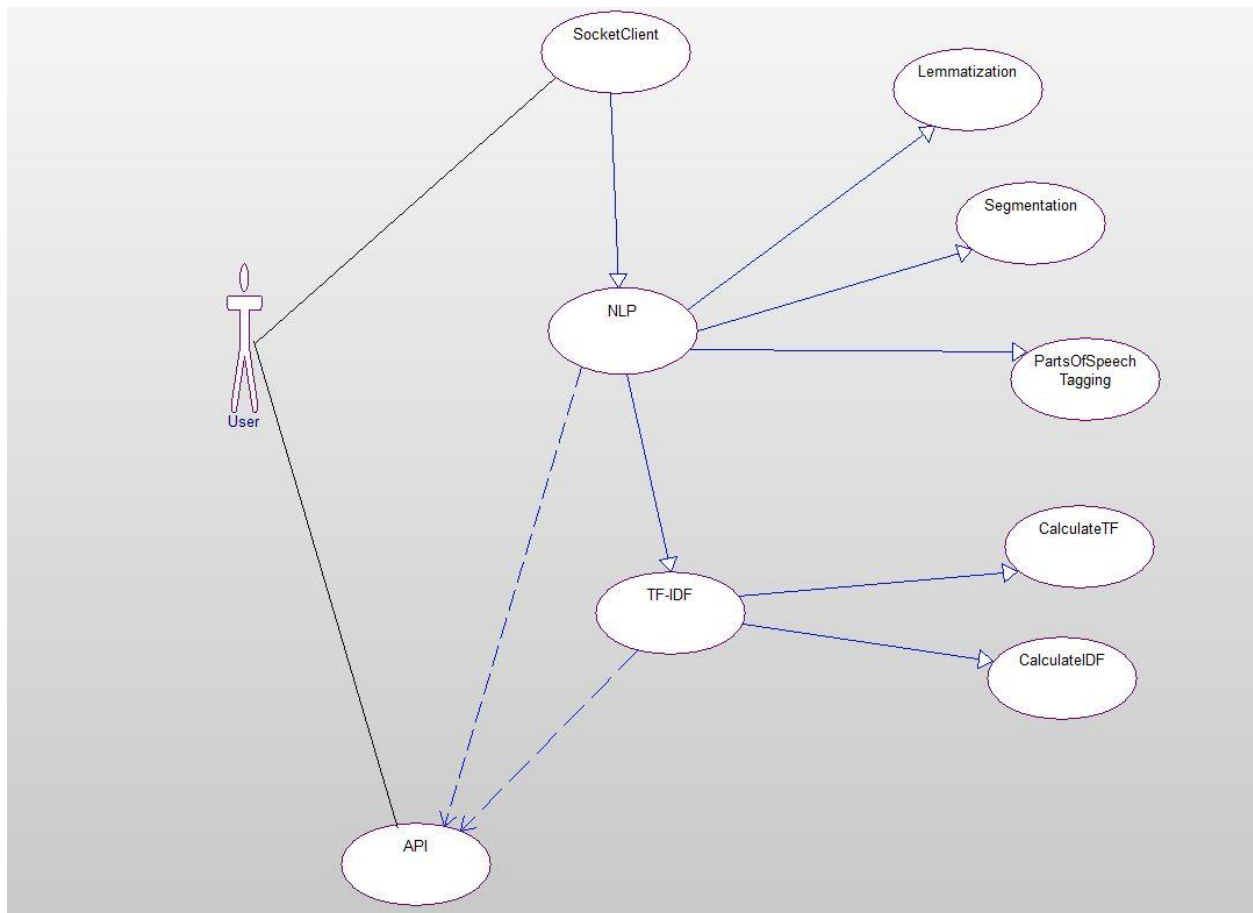 SocketClient
Lemmatization
Segmentation
NLP
PartsOfSpeech
Tagging
User
CalculateTF
TF-IDF
CalculateIDF
API